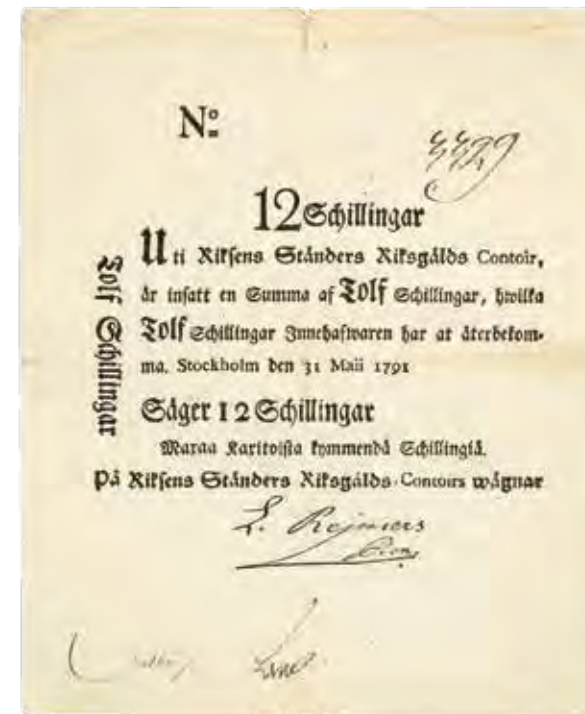 No:
12 Schillingar
Uti Riksens Ständers Riksgälds Contoir,
är insatt en Summa af Tolf Schillingar, hwilka
Tolf Schillingar Innehafwaren har at återbekom-
ma. Stockholm den 31 Maii 1791
Säger 12 Schillingar
Maxaa Karitoista kymmendä Schillingiä.
På Riksens Ständers Riksgälds-Contoirs wägnar
Tolf Schillingar